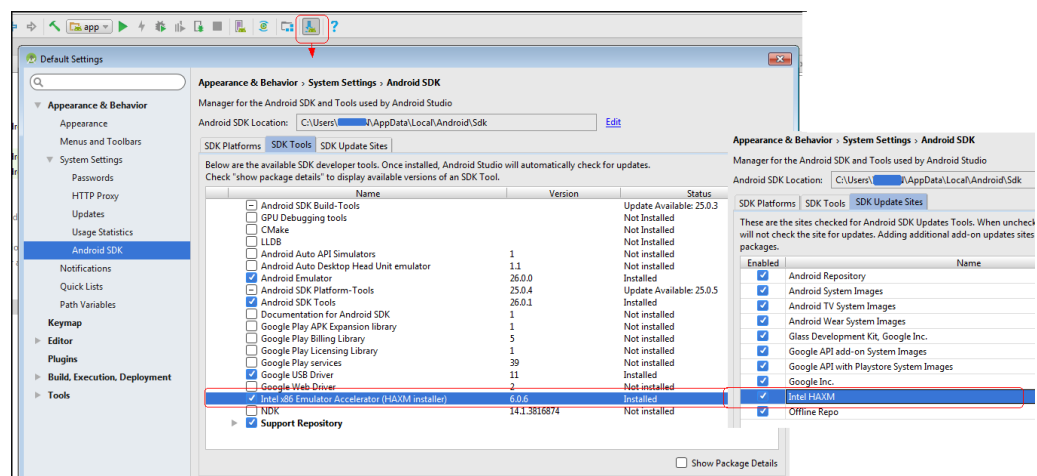 app
?
Default Settings
Appearance & Behavior
Appearance
Menus and Toolbars
System Settings
Passwords
HTTP Proxy
Updates
Usage Statistics
Android SDK
Notifications
Quick Lists
Path Variables
Keymap
Editor
Plugins
Build, Execution, Deployment
Tools
Appearance & Behavior › System Settings › Android SDK
Manager for the Android SDK and Tools used by Android Studio
Android SDK Location: C:\Users\ \AppData\Local\Android\Sdk Edit
SDK Platforms SDK Tools SDK Update Sites
Below are the available SDK developer tools. Once installed, Android Studio will automatically check for updates.
Check "show package details" to display available versions of an SDK Tool.
Name Version Status
Android SDK Build-Tools Update Available: 25.0.3
GPU Debugging tools Not Installed
CMake Not Installed
LLDB Not Installed
Android Auto API Simulators 1 Not installed
Android Auto Desktop Head Unit emulator 1.1 Not installed
Android Emulator 26.0.0 Installed
Android SDK Platform-Tools 25.0.4 Update Available: 25.0.5
Android SDK Tools 26.0.1 Installed
Documentation for Android SDK 1 Not installed
Google Play APK Expansion library 1 Not installed
Google Play Billing Library 5 Not installed
Google Play Licensing Library 1 Not installed
Google Play services 39 Not installed
Google USB Driver 11 Installed
Google Web Driver 2 Not installed
Intel x86 Emulator Accelerator (HAXM installer) 6.0.6 Installed
NDK 14.1.3816874 Not installed
Support Repository
Show Package Details
Appearance & Behavior › System Settings › Android SDK
Manager for the Android SDK and Tools used by Android Studio
Android SDK Location: C:\Users\ \AppData\Local\Android\Sdk
SDK Platforms SDK Tools SDK Update Sites
These are the sites checked for Android SDK Updates Tools. When uncheck
will not check the site for updates. Adding additional add-on updates sites
packages.
Enabled Name
Android Repository
Android System Images
Android TV System Images
Android Wear System Images
Glass Development Kit, Google Inc.
Google API add-on System Images
Google API with Playstore System Images
Google Inc.
Intel HAXM
Offline Repo